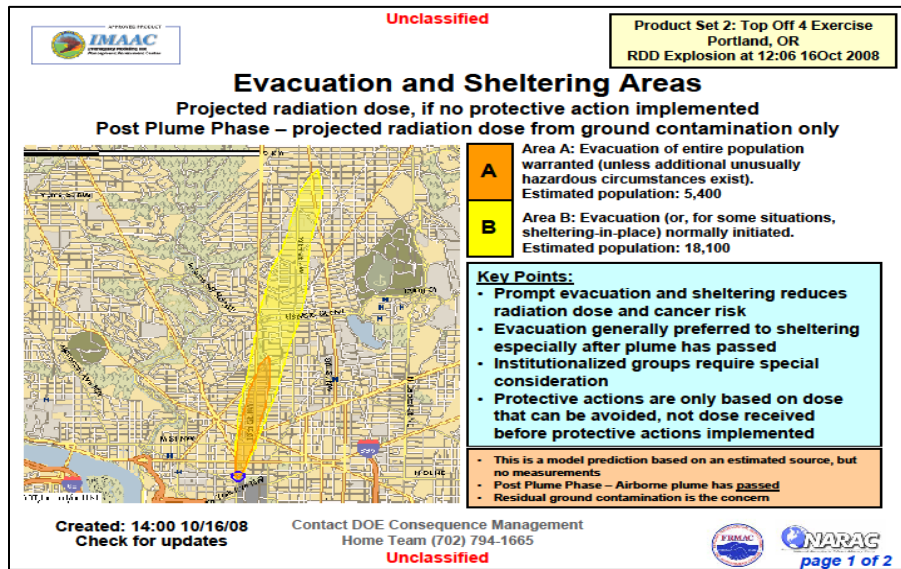 Unclassified
APPROVED PRODUCT
IMAAC
Product Set 2: Top Off 4 Exercise
Portland, OR
RDD Explosion at 12:06 16Oct 2008
Evacuation and Sheltering Areas
Projected radiation dose, if no protective action implemented
Post Plume Phase – projected radiation dose from ground contamination only
A
Area A: Evacuation of entire population
warranted (unless additional unusually
hazardous circumstances exist).
Estimated population: 5,400
B
Area B: Evacuation (or, for some situations,
sheltering-in-place) normally initiated.
Estimated population: 18,100
Key Points:
• Prompt evacuation and sheltering reduces
radiation dose and cancer risk
• Evacuation generally preferred to sheltering
especially after plume has passed
• Institutionalized groups require special
consideration
• Protective actions are only based on dose
that can be avoided, not dose received
before protective actions implemented
• This is a model prediction based on an estimated source, but
no measurements
• Post Plume Phase – Airborne plume has passed
• Residual ground contamination is the concern
Created: 14:00 10/16/08
Check for updates
Contact DOE Consequence Management
Home Team (702) 794-1665
Unclassified
FRMAC
NARAC
page 1 of 2